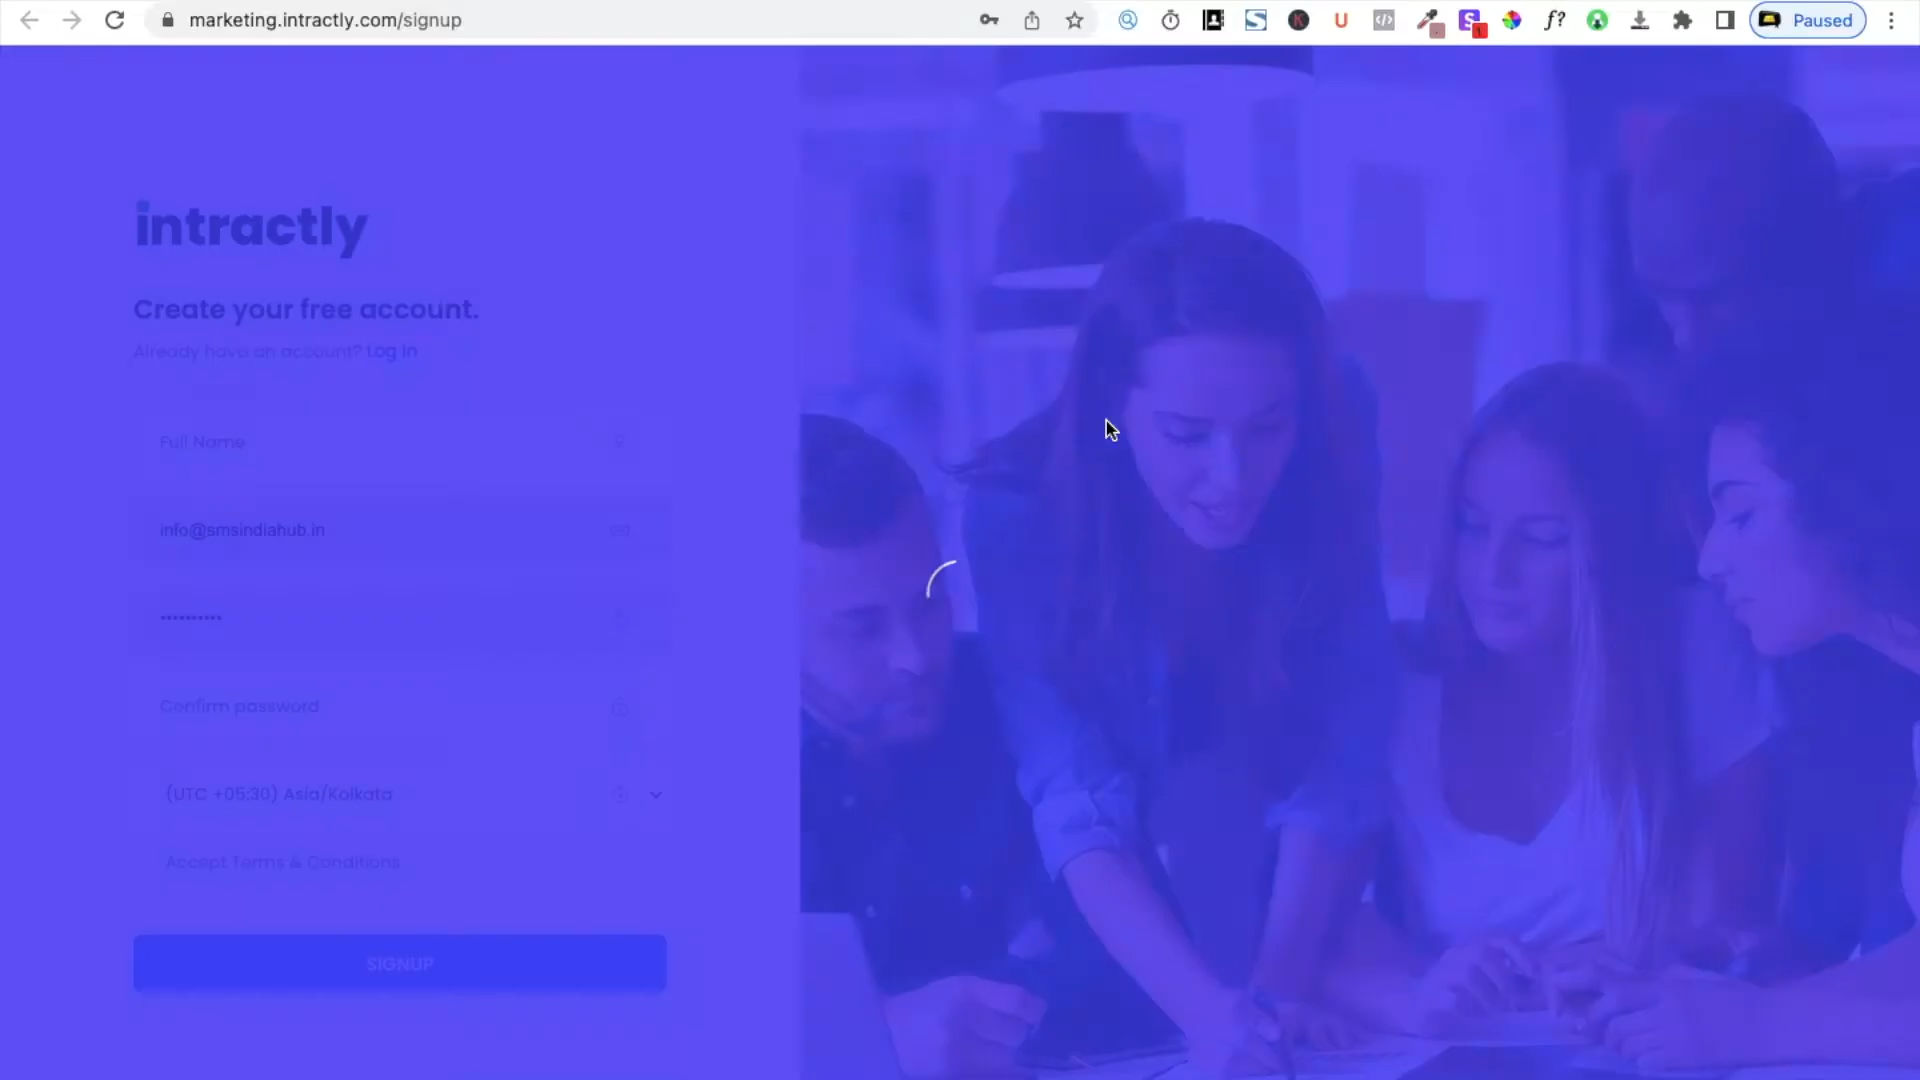 marketing.intractly.com/signup
Paused
intractly
Create your free account.
Already have an account? Log In
Full Name
info@smsindiahub.in
••••••••••
Confirm password
(UTC +05:30) Asia/Kolkata
Accept Terms & Conditions
SIGNUP